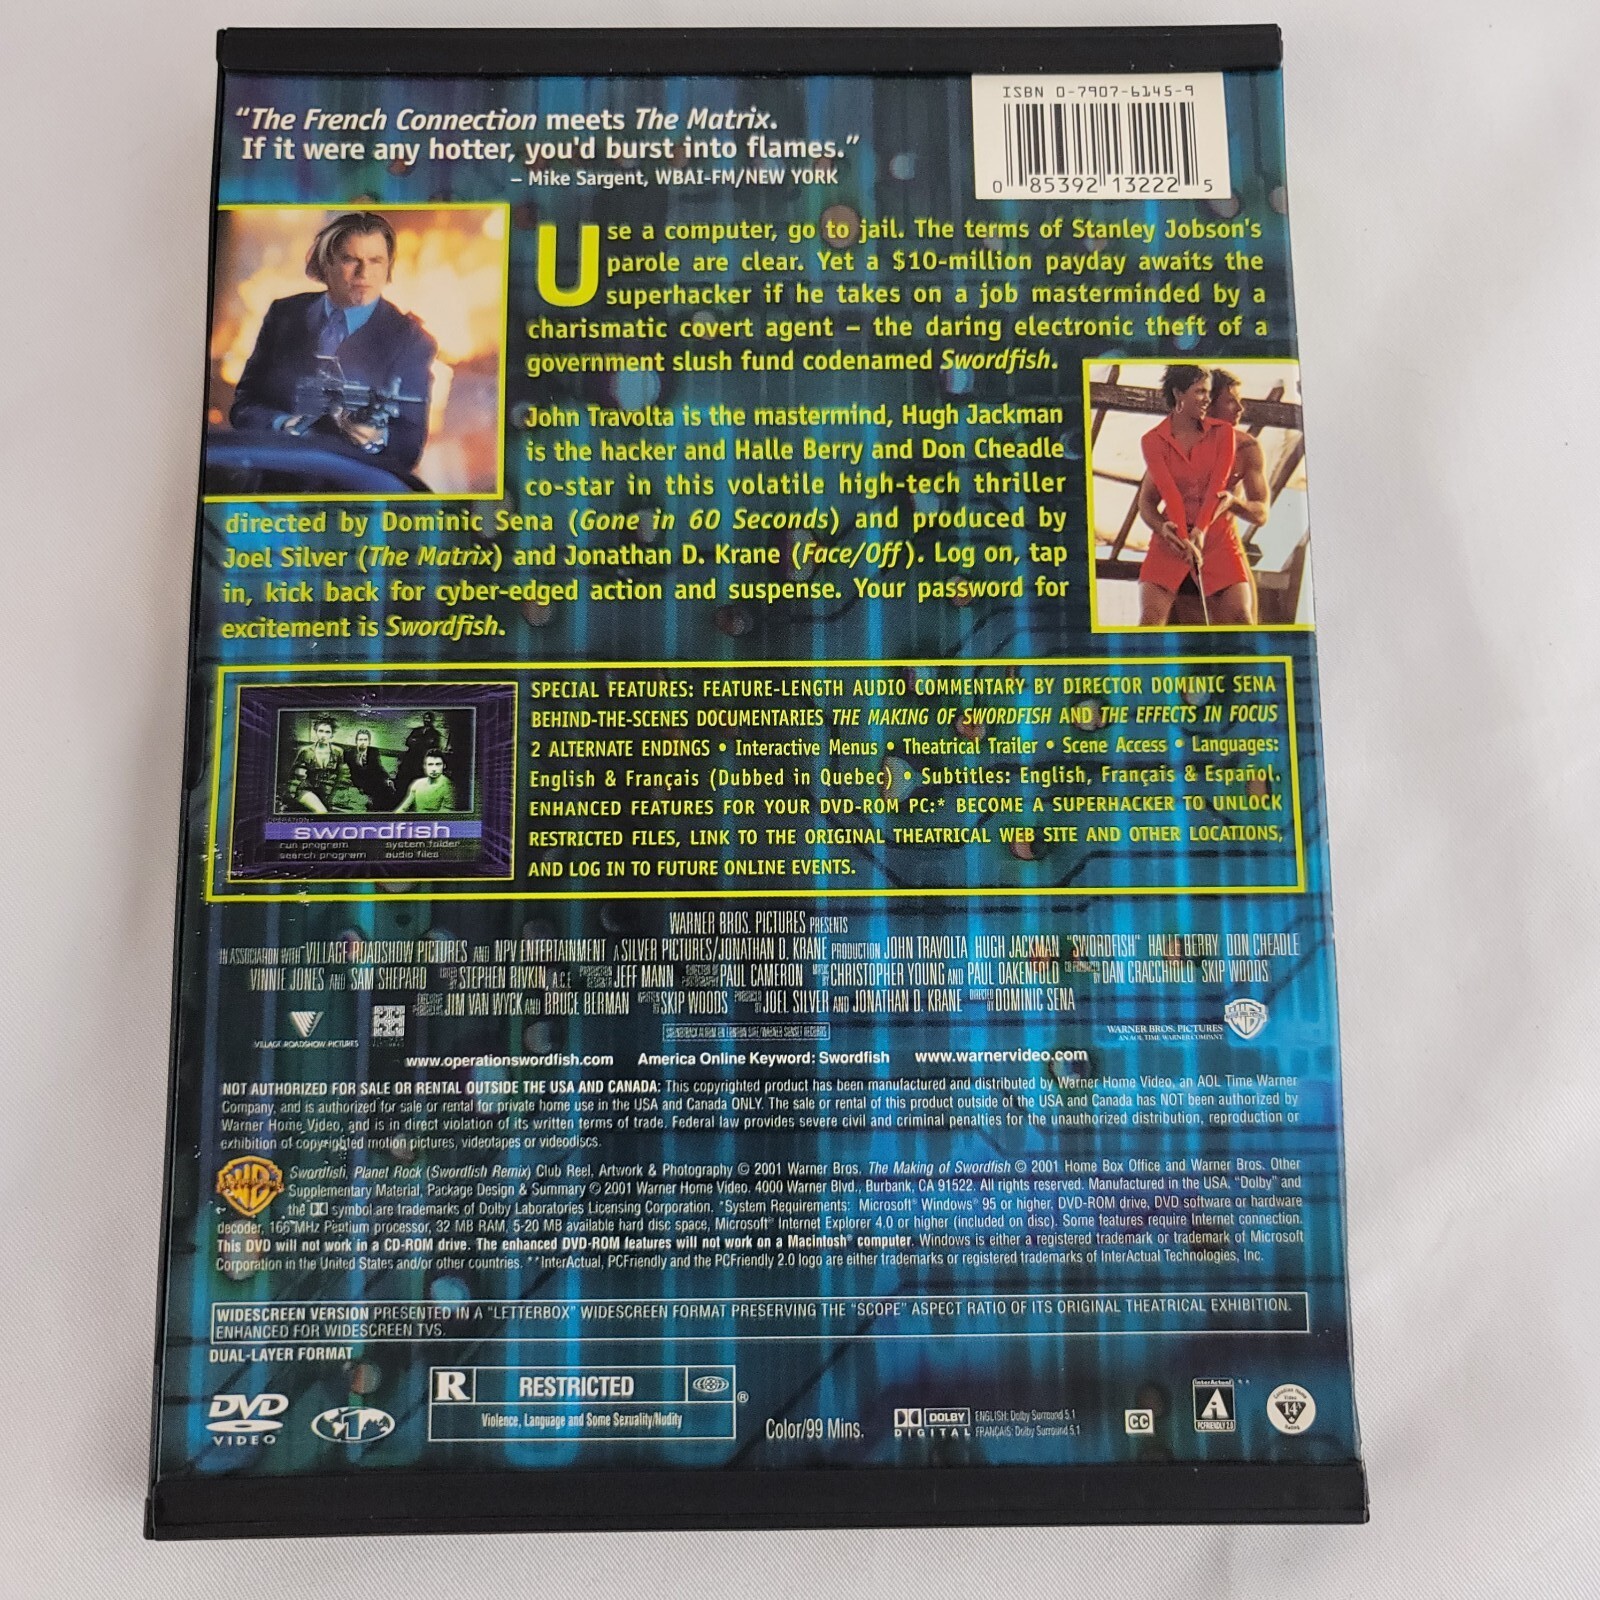 "The French Connection meets The Matrix.
If it were any hotter, you'd burst into flames."
– Mike Sargent, WBAI-FM/NEW YORK
ISBN 0-7907-6145-9
0 85392 13222 5
Use a computer, go to jail. The terms of Stanley Jobson's
parole are clear. Yet a $10-million payday awaits the
superhacker if he takes on a job masterminded by a
charismatic covert agent – the daring electronic theft of a
government slush fund codenamed Swordfish.
John Travolta is the mastermind, Hugh Jackman
is the hacker and Halle Berry and Don Cheadle
co-star in this volatile high-tech thriller
directed by Dominic Sena (Gone in 60 Seconds) and produced by
Joel Silver (The Matrix) and Jonathan D. Krane (Face/Off). Log on, tap
in, kick back for cyber-edged action and suspense. Your password for
excitement is Swordfish.
OPERATION
swordfish
run program system folder
search program audio files
SPECIAL FEATURES: FEATURE-LENGTH AUDIO COMMENTARY BY DIRECTOR DOMINIC SENA
BEHIND-THE-SCENES DOCUMENTARIES THE MAKING OF SWORDFISH AND THE EFFECTS IN FOCUS
2 ALTERNATE ENDINGS • Interactive Menus • Theatrical Trailer • Scene Access • Languages:
English & Français (Dubbed in Quebec) • Subtitles: English, Français & Español.
ENHANCED FEATURES FOR YOUR DVD-ROM PC:* BECOME A SUPERHACKER TO UNLOCK
RESTRICTED FILES, LINK TO THE ORIGINAL THEATRICAL WEB SITE AND OTHER LOCATIONS,
AND LOG IN TO FUTURE ONLINE EVENTS.
WARNER BROS. PICTURES PRESENTS
IN ASSOCIATION WITH VILLAGE ROADSHOW PICTURES AND NPV ENTERTAINMENT A SILVER PICTURES/JONATHAN D. KRANE PRODUCTION JOHN TRAVOLTA HUGH JACKMAN "SWORDFISH" HALLE BERRY DON CHEADLE
VINNIE JONES AND SAM SHEPARD STEPHEN RIVKIN, A.C.E. JEFF MANN PAUL CAMERON CHRISTOPHER YOUNG AND PAUL OAKENFOLD DAN CRACCHIOLO SKIP WOODS
JIM VAN WYCK AND BRUCE BERMAN SKIP WOODS JOEL SILVER AND JONATHAN D. KRANE DIRECTED BY DOMINIC SENA
VILLAGE ROADSHOW PICTURES
WARNER BROS. PICTURES
AN AOL TIME WARNER COMPANY
www.operationswordfish.com America Online Keyword: Swordfish www.warnervideo.com
NOT AUTHORIZED FOR SALE OR RENTAL OUTSIDE THE USA AND CANADA: This copyrighted product has been manufactured and distributed by Warner Home Video, an AOL Time Warner
Company, and is authorized for sale or rental for private home use in the USA and Canada ONLY. The sale or rental of this product outside of the USA and Canada has NOT been authorized by
Warner Home Video, and is in direct violation of its written terms of trade. Federal law provides severe civil and criminal penalties for the unauthorized distribution, reproduction or
exhibition of copyrighted motion pictures, videotapes or videodiscs.
Swordfish, Planet Rock (Swordfish Remix) Club Reel, Artwork & Photography © 2001 Warner Bros. The Making of Swordfish © 2001 Home Box Office and Warner Bros. Other
Supplementary Material, Package Design & Summary © 2001 Warner Home Video. 4000 Warner Blvd., Burbank, CA 91522. All rights reserved. Manufactured in the USA. "Dolby" and
the DD symbol are trademarks of Dolby Laboratories Licensing Corporation. *System Requirements: Microsoft® Windows® 95 or higher, DVD-ROM drive, DVD software or hardware
decoder, 166 MHz Pentium processor, 32 MB RAM, 5-20 MB available hard disc space, Microsoft® Internet Explorer 4.0 or higher (included on disc). Some features require Internet connection.
This DVD will not work in a CD-ROM drive. The enhanced DVD-ROM features will not work on a Macintosh® computer. Windows is either a registered trademark or trademark of Microsoft
Corporation in the United States and/or other countries. **InterActual, PCFriendly and the PCFriendly 2.0 logo are either trademarks or registered trademarks of InterActual Technologies, Inc.
WIDESCREEN VERSION PRESENTED IN A "LETTERBOX" WIDESCREEN FORMAT PRESERVING THE "SCOPE" ASPECT RATIO OF ITS ORIGINAL THEATRICAL EXHIBITION.
ENHANCED FOR WIDESCREEN TVS.
DUAL-LAYER FORMAT
DVD
VIDEO
1
R RESTRICTED ®
Violence, Language and Some Sexuality/Nudity
Color/99 Mins.
DOLBY
DIGITAL
ENGLISH: Dolby Surround 5.1
FRANÇAIS: Dolby Surround 5.1
CC
InterActual **
A
PCFRIENDLY 2.0
Canadian Home
Video
14A
Rating